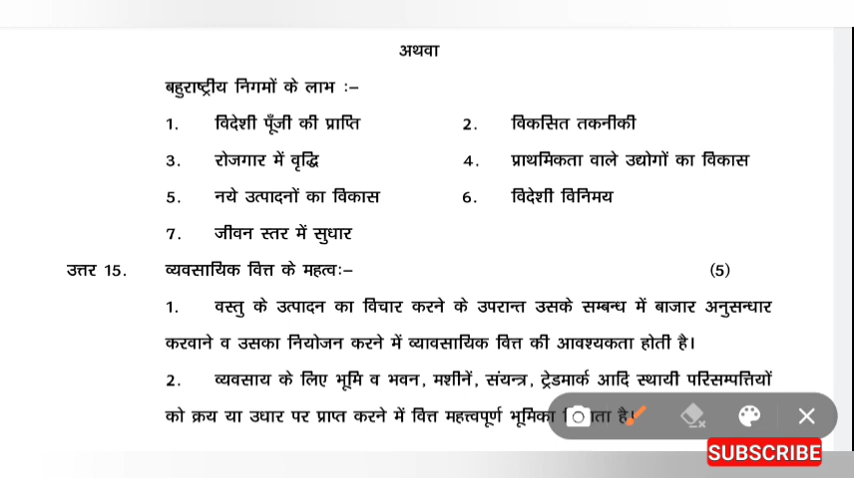 अथवा
बहुराष्ट्रीय निगमों के लाभ :–
1. विदेशी पूँजी की प्राप्ति 2. विकसित तकनीकी
3. रोजगार में वृद्धि 4. प्राथमिकता वाले उद्योगों का विकास
5. नये उत्पादनों का विकास 6. विदेशी विनिमय
7. जीवन स्तर में सुधार
उत्तर 15. व्यवसायिक वित्त के महत्व:– (5)
1. वस्तु के उत्पादन का विचार करने के उपरान्त उसके सम्बन्ध में बाजार अनुसन्धार
करवाने व उसका नियोजन करने में व्यावसायिक वित्त की आवश्यकता होती है।
2. व्यवसाय के लिए भूमि व भवन, मशीनें, संयन्त्र, ट्रेडमार्क आदि स्थायी परिसम्पत्तियों
को क्रय या उधार पर प्राप्त करने में वित्त महत्त्वपूर्ण भूमिका है।
SUBSCRIBE